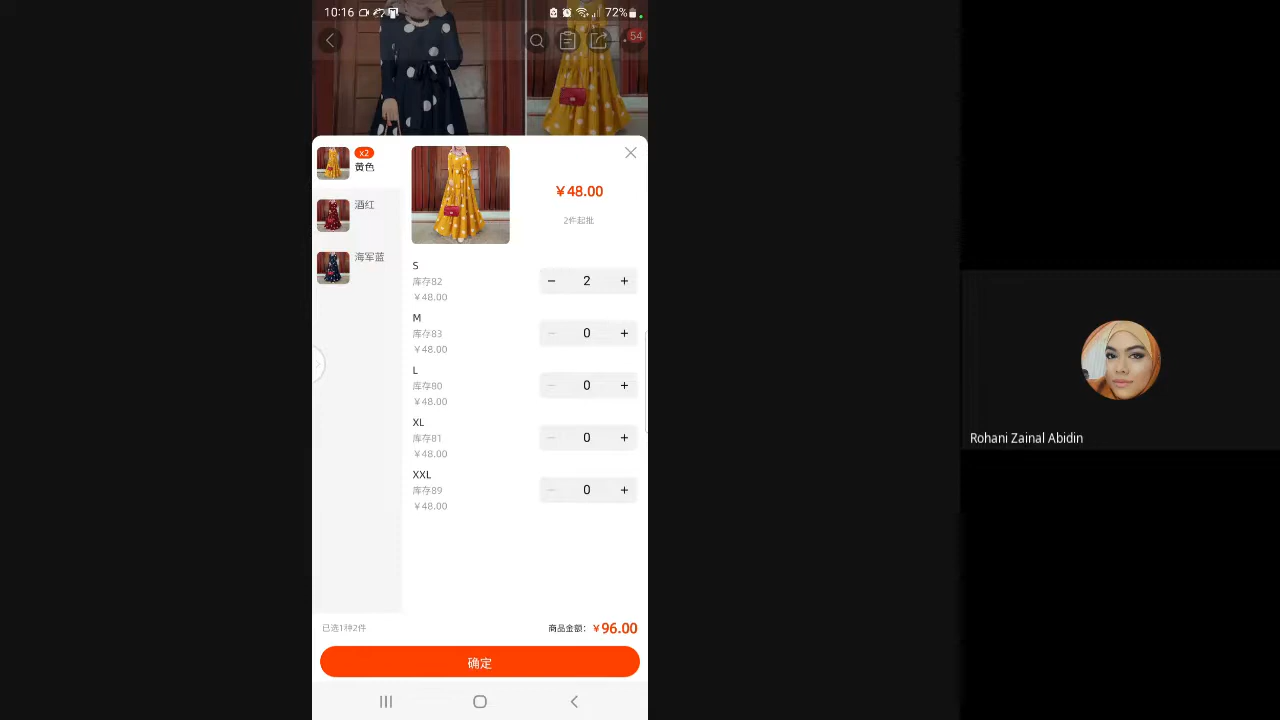 10:16
72%
54
x2
黄色
酒红
海军蓝
¥48.00
2件起批
S
库存82
¥48.00
2
M
库存83
¥48.00
0
L
库存80
¥48.00
0
XL
库存81
¥48.00
0
XXL
库存89
¥48.00
0
已选1种2件
商品金额: ¥96.00
确定
Rohani Zainal Abidin